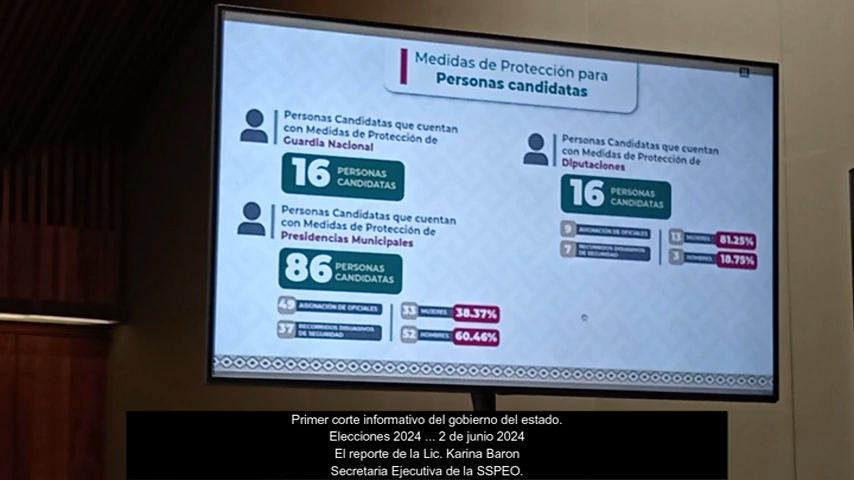 Medidas de Protección para
Personas candidatas
Personas Candidatas que cuentan
con Medidas de Protección de
Guardia Nacional
16 PERSONAS
CANDIDATAS
Personas Candidatas que cuentan
con Medidas de Protección de
Presidencias Municipales
86 PERSONAS
CANDIDATAS
49 ASIGNACIÓN DE OFICIALES
37 RECORRIDOS DISUASIVOS
DE SEGURIDAD
33 MUJERES 38.37%
52 HOMBRES 60.46%
Personas Candidatas que cuentan
con Medidas de Protección de
Diputaciones
16 PERSONAS
CANDIDATAS
9 ASIGNACIÓN DE OFICIALES
7 RECORRIDOS DISUASIVOS
DE SEGURIDAD
13 MUJERES 81.25%
3 HOMBRES 18.75%
Primer corte informativo del gobierno del estado.
Elecciones 2024 ... 2 de junio 2024
El reporte de la Lic. Karina Baron
Secretaria Ejecutiva de la SSPEO.